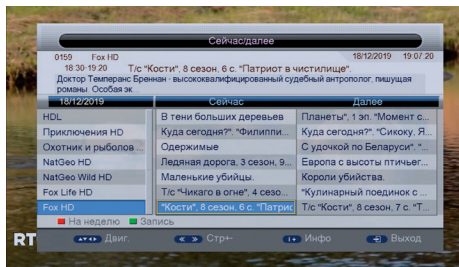 Сейчас/далее
0159 Fox HD 18/12/2019 19:07:20
18:30-19:20 Т/с "Кости", 8 сезон, 6 с. "Патриот в чистилище".
Доктор Темперанс Бреннан - высококвалифицированный судебный антрополог, пишущая
романы. Особая эк...
18/12/2019 Сейчас Далее
HDL В тени больших деревьев Планеты", 1 эп. "Момент с...
Приключения HD Куда сегодня?". "Филиппи... Куда сегодня?". "Сикоку, Я...
Охотник и рыболов ... Одержимые С удочкой по Беларуси". "...
NatGeo HD Ледяная дорога, 3 сезон, 9... Европа с высоты птичьег...
NatGeo Wild HD Маленькие убийцы. Короли убийства.
Fox Life HD Т/с "Чикаго в огне", 4 сезо... "Кулинарный поединок с ...
Fox HD "Кости", 8 сезон, 6 с. "Патрис Т/с "Кости", 8 сезон, 7 с. "Т...
На неделю Запись
RT
Двиг. Стр+- i+ Инфо Выход